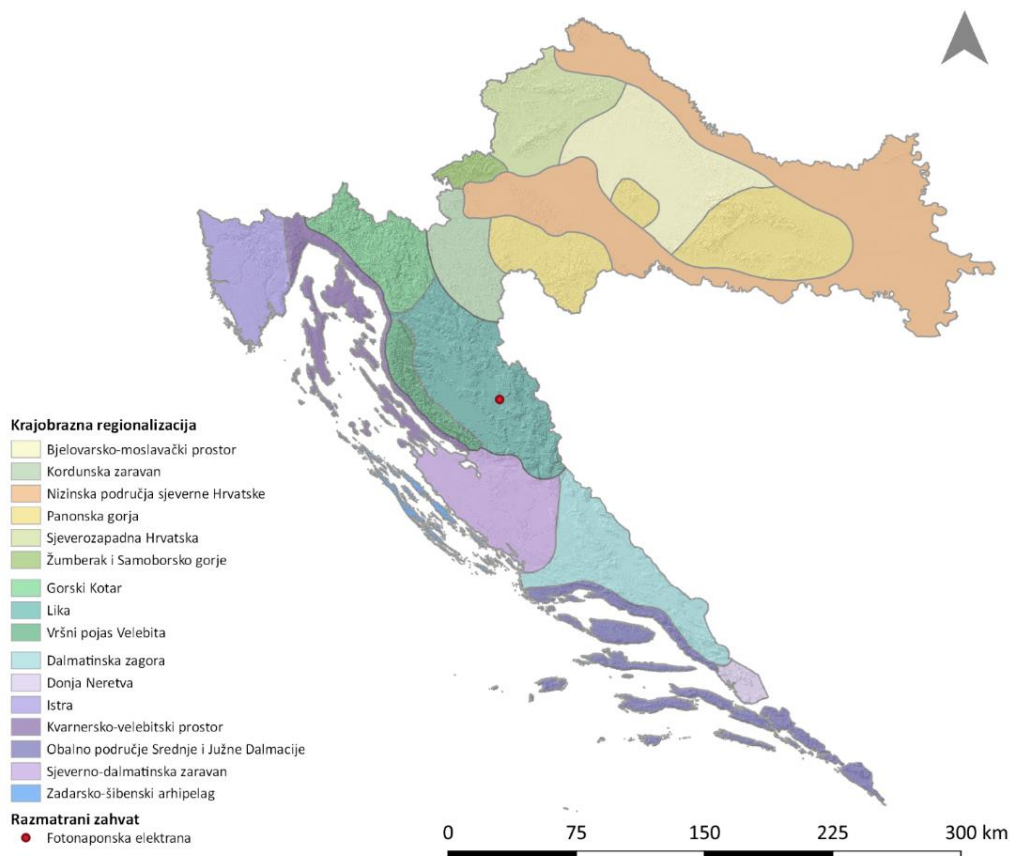 Krajobrazna regionalizacija
Bjelovarsko-moslavački prostor
Kordunska zaravan
Nizinska područja sjeverne Hrvatske
Panonska gorja
Sjeverozapadna Hrvatska
Žumberak i Samoborsko gorje
Gorski Kotar
Lika
Vršni pojas Velebita
Dalmatinska zagora
Donja Neretva
Istra
Kvarnersko-velebitski prostor
Obalno područje Srednje i Južne Dalmacije
Sjeverno-dalmatinska zaravan
Zadarsko-šibenski arhipelag
Razmatrani zahvat
Fotonaponska elektrana
0 75 150 225 300 km